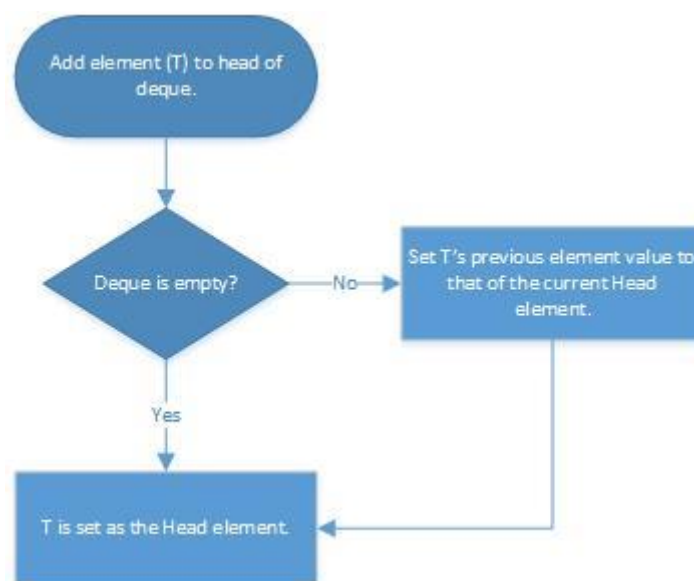 Add element (T) to head of
deque.
Deque is empty?
No
Set T's previous element value to
that of the current Head
element.
Yes
T is set as the Head element.